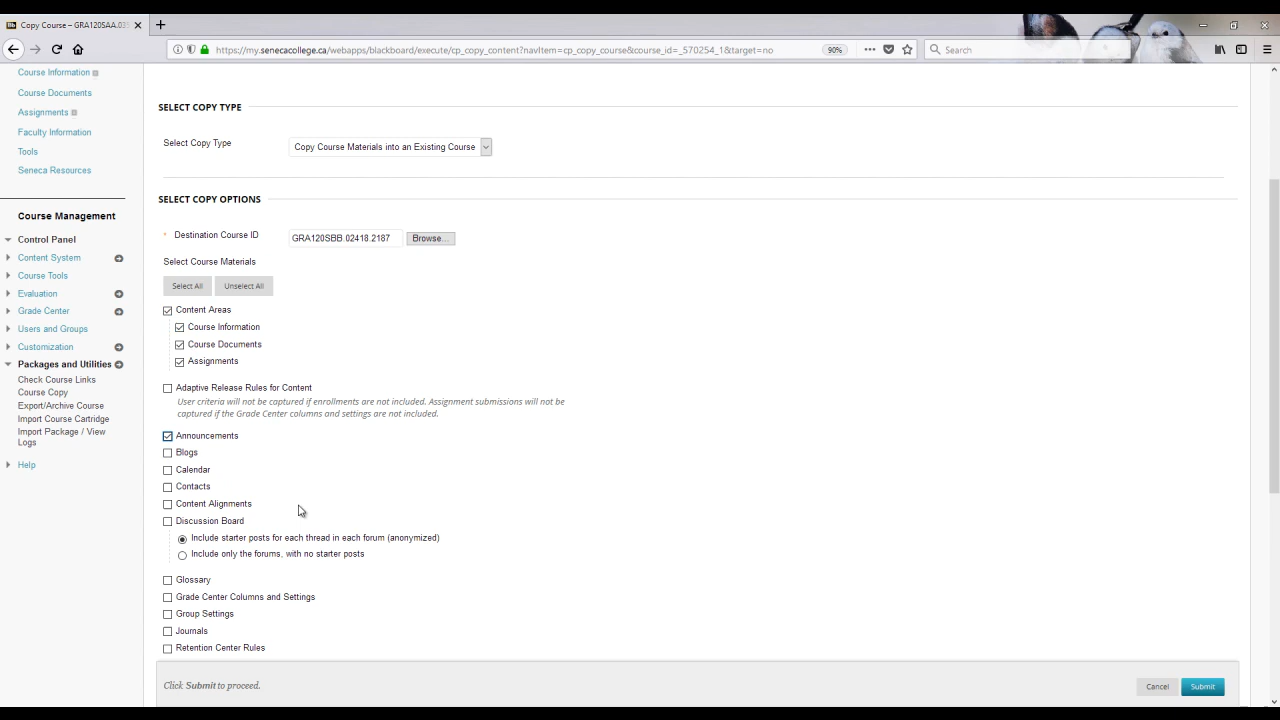 Copy Course – GRA120SAA.03
https://my.senecacollege.ca/webapps/blackboard/execute/cp_copy_content?navItem=cp_copy_course&course_id=_570254_1&target=no
90%
Search
Course Information
Course Documents
Assignments
Faculty Information
Tools
Seneca Resources
Course Management
Control Panel
Content System
Course Tools
Evaluation
Grade Center
Users and Groups
Customization
Packages and Utilities
Check Course Links
Course Copy
Export/Archive Course
Import Course Cartridge
Import Package / View
Logs
Help
SELECT COPY TYPE
Select Copy Type
Copy Course Materials into an Existing Course
SELECT COPY OPTIONS
* Destination Course ID
GRA120SBB.02418.2187
Browse…
Select Course Materials
Select All
Unselect All
Content Areas
Course Information
Course Documents
Assignments
Adaptive Release Rules for Content
User criteria will not be captured if enrollments are not included. Assignment submissions will not be
captured if the Grade Center columns and settings are not included.
Announcements
Blogs
Calendar
Contacts
Content Alignments
Discussion Board
Include starter posts for each thread in each forum (anonymized)
Include only the forums, with no starter posts
Glossary
Grade Center Columns and Settings
Group Settings
Journals
Retention Center Rules
Click Submit to proceed.
Cancel
Submit